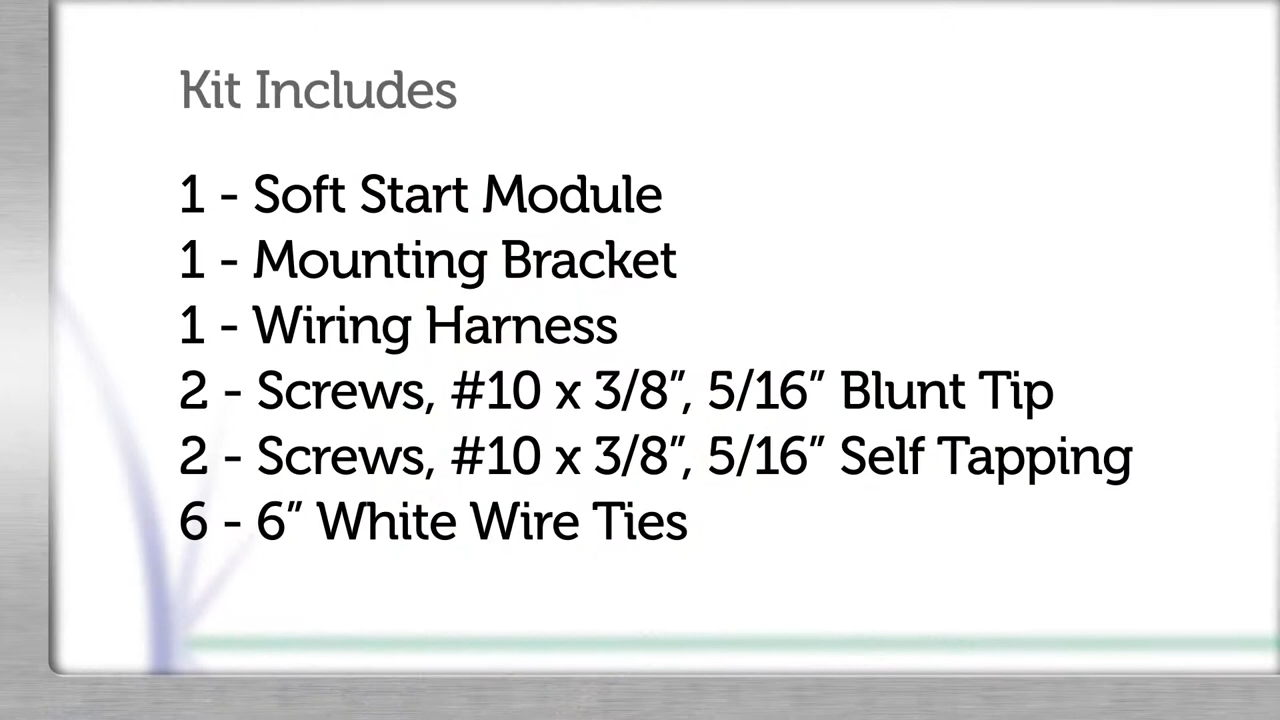 Kit Includes
1 - Soft Start Module
1 - Mounting Bracket
1 - Wiring Harness
2 - Screws, #10 x 3/8”, 5/16” Blunt Tip
2 - Screws, #10 x 3/8”, 5/16” Self Tapping
6 - 6” White Wire Ties